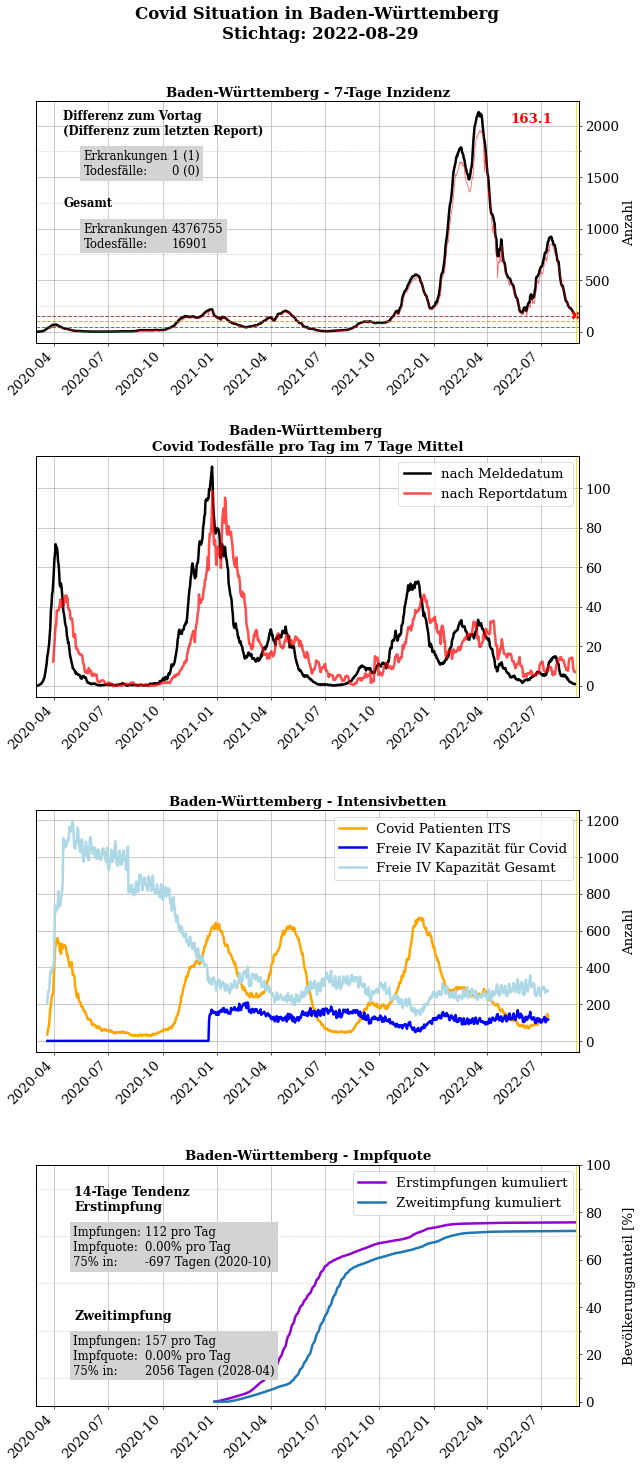 Covid Situation in Baden-Württemberg
Stichtag: 2022-08-29
Baden-Württemberg - 7-Tage Inzidenz
Differenz zum Vortag
(Differenz zum letzten Report)
Erkrankungen 1 (1)
Todesfälle: 0 (0)
Gesamt
Erkrankungen 4376755
Todesfälle: 16901
163.1
2000
1500
1000
500
0
Anzahl
2020-04
2020-07
2020-10
2021-01
2021-04
2021-07
2021-10
2022-01
2022-04
2022-07
Baden-Württemberg
Covid Todesfälle pro Tag im 7 Tage Mittel
nach Meldedatum
nach Reportdatum
100
80
60
40
20
0
2020-04
2020-07
2020-10
2021-01
2021-04
2021-07
2021-10
2022-01
2022-04
2022-07
Baden-Württemberg - Intensivbetten
Covid Patienten ITS
Freie IV Kapazität für Covid
Freie IV Kapazität Gesamt
1200
1000
800
600
400
200
0
Anzahl
2020-04
2020-07
2020-10
2021-01
2021-04
2021-07
2021-10
2022-01
2022-04
2022-07
Baden-Württemberg - Impfquote
14-Tage Tendenz
Erstimpfung
Impfungen: 112 pro Tag
Impfquote: 0.00% pro Tag
75% in: -697 Tagen (2020-10)
Zweitimpfung
Impfungen: 157 pro Tag
Impfquote: 0.00% pro Tag
75% in: 2056 Tagen (2028-04)
Erstimpfungen kumuliert
Zweitimpfung kumuliert
100
80
60
40
20
0
Bevölkerungsanteil [%]
2020-04
2020-07
2020-10
2021-01
2021-04
2021-07
2021-10
2022-01
2022-04
2022-07